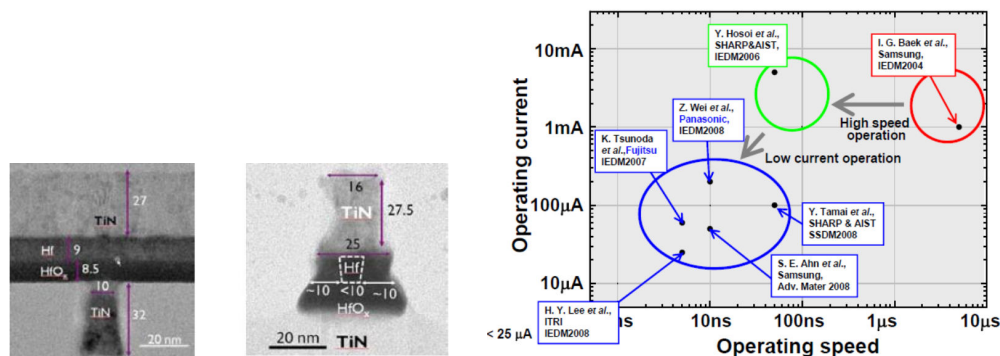 27
TiN
Hf
9
HfOx
8.5
10
TiN
32
20 nm
16
TiN
27.5
25
Hf
~10
<10
~10
HfOx
20 nm
TiN
Operating current
10mA
1mA
100µA
10µA
Y. Hosoi et al.,
SHARP&AIST,
IEDM2006
I. G. Baek et al.,
Samsung,
IEDM2004
Z. Wei et al.,
Panasonic,
IEDM2008
High speed
operation
K. Tsunoda
et al.,Fujitsu
IEDM2007
Low current operation
Y. Tamai et al.,
SHARP & AIST
SSDM2008
S. E. Ahn et al.,
Samsung,
Adv. Mater 2008
H. Y. Lee et al.,
ITRI
IEDM2008
< 25 µA
ns
10ns
100ns
1µs
10µs
Operating speed